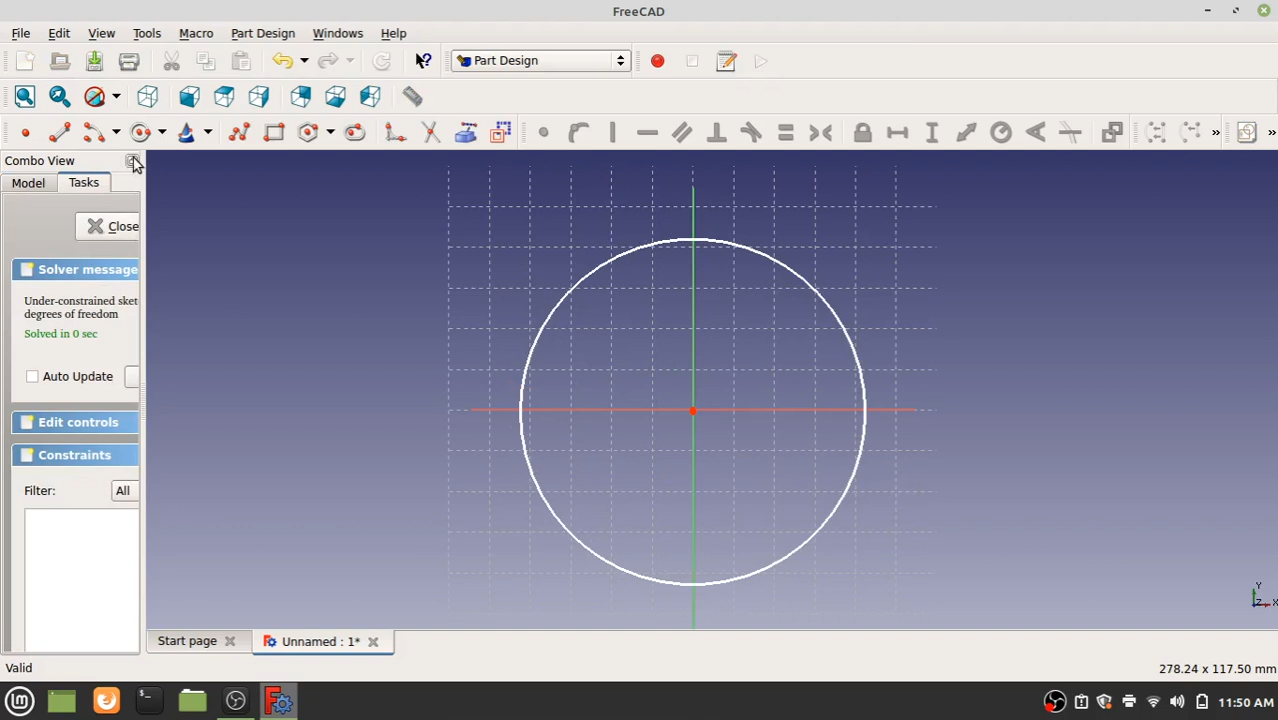 FreeCAD
File Edit View Tools Macro Part Design Windows Help
Part Design
Combo View
Model Tasks
Close
Solver message
Under-constrained sket
degrees of freedom
Solved in 0 sec
Auto Update
Edit controls
Constraints
Filter: All
Y
Z X
Start page Unnamed : 1*
Valid 278.24 x 117.50 mm
11:50 AM